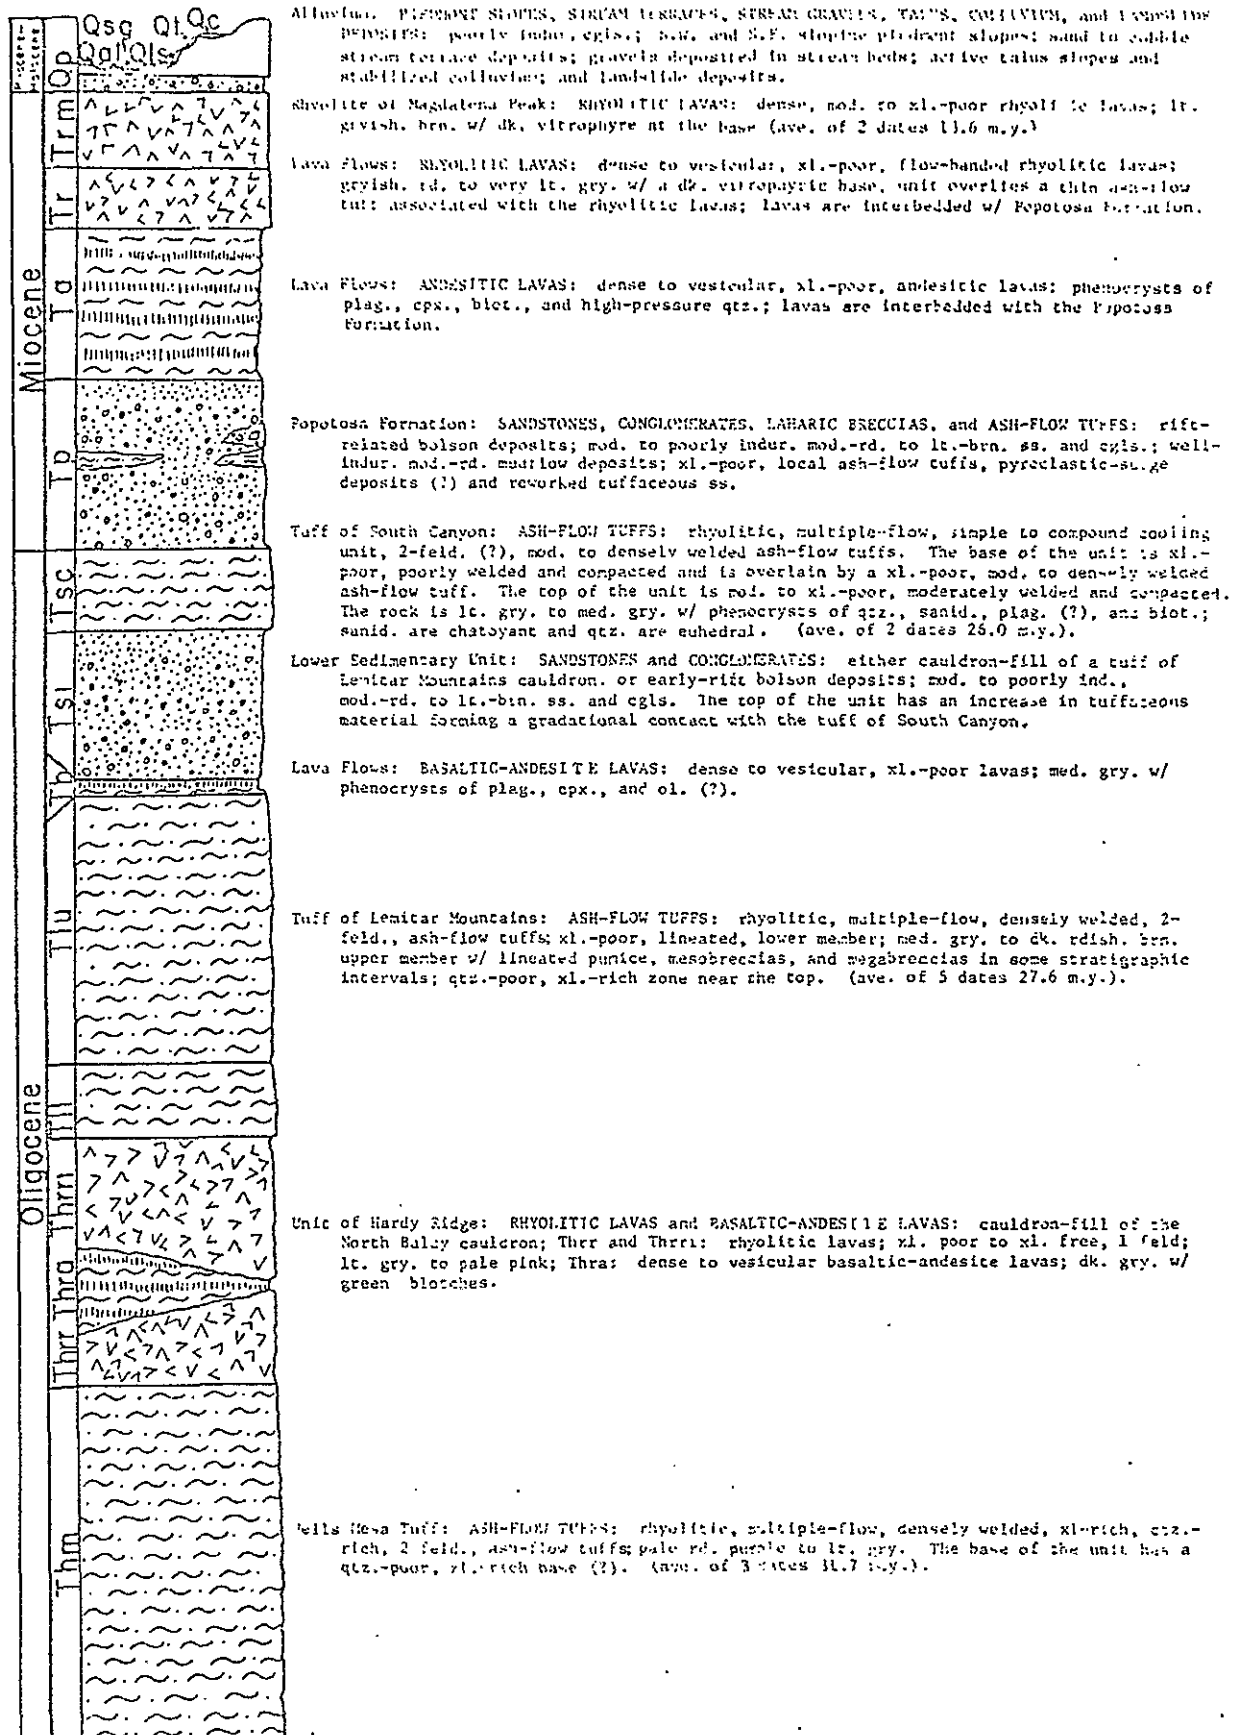 Qsg Qt Qc
Qal Qls
Qp
Trm
Tr
Ta
Miocene
Tp
Tsc
Tsl
Tb
Tlu
Tll
Oligocene
Thrr1
Thra
Thrr
Thm
Alluvium: PIEDMONT SLOPES, STREAM TERRACES, STREAM GRAVELS, TALUS, COLLUVIUM, and LANDSLIDE
DEPOSITS: poorly indur. cgls.; N.W. and S.E. sloping piedmont slopes; sand to cobble
stream terrace deposits; gravels deposited in stream beds; active talus slopes and
stabilized colluvium; and landslide deposits.
Rhyolite of Magdalena Peak: RHYOLITIC LAVAS: dense, mod. to xl.-poor rhyolitic lavas; lt.
gryish. brn. w/ dk. vitrophyre at the base (ave. of 2 dates 13.6 m.y.)
Lava Flows: RHYOLITIC LAVAS: dense to vesicular, xl.-poor, flow-banded rhyolitic lavas;
gryish. rd. to very lt. gry. w/ a dk. vitrophyric base, unit overlies a thin ash-flow
tuff associated with the rhyolitic lavas; lavas are interbedded w/ Popotosa Formation.
Lava Flows: ANDESITIC LAVAS: dense to vesicular, xl.-poor, andesitic lavas; phenocrysts of
plag., cpx., biot., and high-pressure qtz.; lavas are interbedded with the Popotosa
Formation.
Popotosa Formation: SANDSTONES, CONGLOMERATES, LAHARIC BRECCIAS, and ASH-FLOW TUFFS: rift-
related bolson deposits; mod. to poorly indur. mod.-rd. to lt.-brn. ss. and cgls.; well-
indur. mod.-rd. mudflow deposits; xl.-poor, local ash-flow tuffs, pyroclastic-surge
deposits (?) and reworked tuffaceous ss.
Tuff of South Canyon: ASH-FLOW TUFFS: rhyolitic, multiple-flow, simple to compound cooling
unit, 2-feld. (?), mod. to densely welded ash-flow tuffs. The base of the unit is xl.-
poor, poorly welded and compacted and is overlain by a xl.-poor, mod. to densely welded
ash-flow tuff. The top of the unit is mod. to xl.-poor, moderately welded and compacted.
The rock is lt. gry. to med. gry. w/ phenocrysts of qtz., sanid., plag. (?), and biot.;
sanid. are chatoyant and qtz. are euhedral. (ave. of 2 dates 26.0 m.y.).
Lower Sedimentary Unit: SANDSTONES and CONGLOMERATES: either cauldron-fill of a tuff of
Lemitar Mountains cauldron. or early-rift bolson deposits; mod. to poorly ind.,
mod.-rd. to lt.-brn. ss. and cgls. The top of the unit has an increase in tuffaceous
material forming a gradational contact with the tuff of South Canyon.
Lava Flows: BASALTIC-ANDESITE LAVAS: dense to vesicular, xl.-poor lavas; med. gry. w/
phenocrysts of plag., cpx., and ol. (?).
Tuff of Lemitar Mountains: ASH-FLOW TUFFS: rhyolitic, multiple-flow, densely welded, 2-
feld., ash-flow tuffs; xl.-poor, lineated, lower member; med. gry. to dk. rdish. brn.
upper member w/ lineated pumice, mesobreccias, and megabreccias in some stratigraphic
intervals; qtz.-poor, xl.-rich zone near the top. (ave. of 5 dates 27.6 m.y.).
Unit of Hardy Ridge: RHYOLITIC LAVAS and BASALTIC-ANDESITE LAVAS: cauldron-fill of the
North Baldy cauldron; Thrr and Thrr1: rhyolitic lavas; xl. poor to xl. free, 1 feld;
lt. gry. to pale pink; Thra: dense to vesicular basaltic-andesite lavas; dk. gry. w/
green blotches.
Hells Mesa Tuff: ASH-FLOW TUFFS: rhyolitic, multiple-flow, densely welded, xl-rich, qtz.-
rich, 2 feld., ash-flow tuffs; pale rd. purple to lt. gry. The base of the unit has a
qtz.-poor, xl.-rich base (?). (ave. of 3 dates 31.7 m.y.).